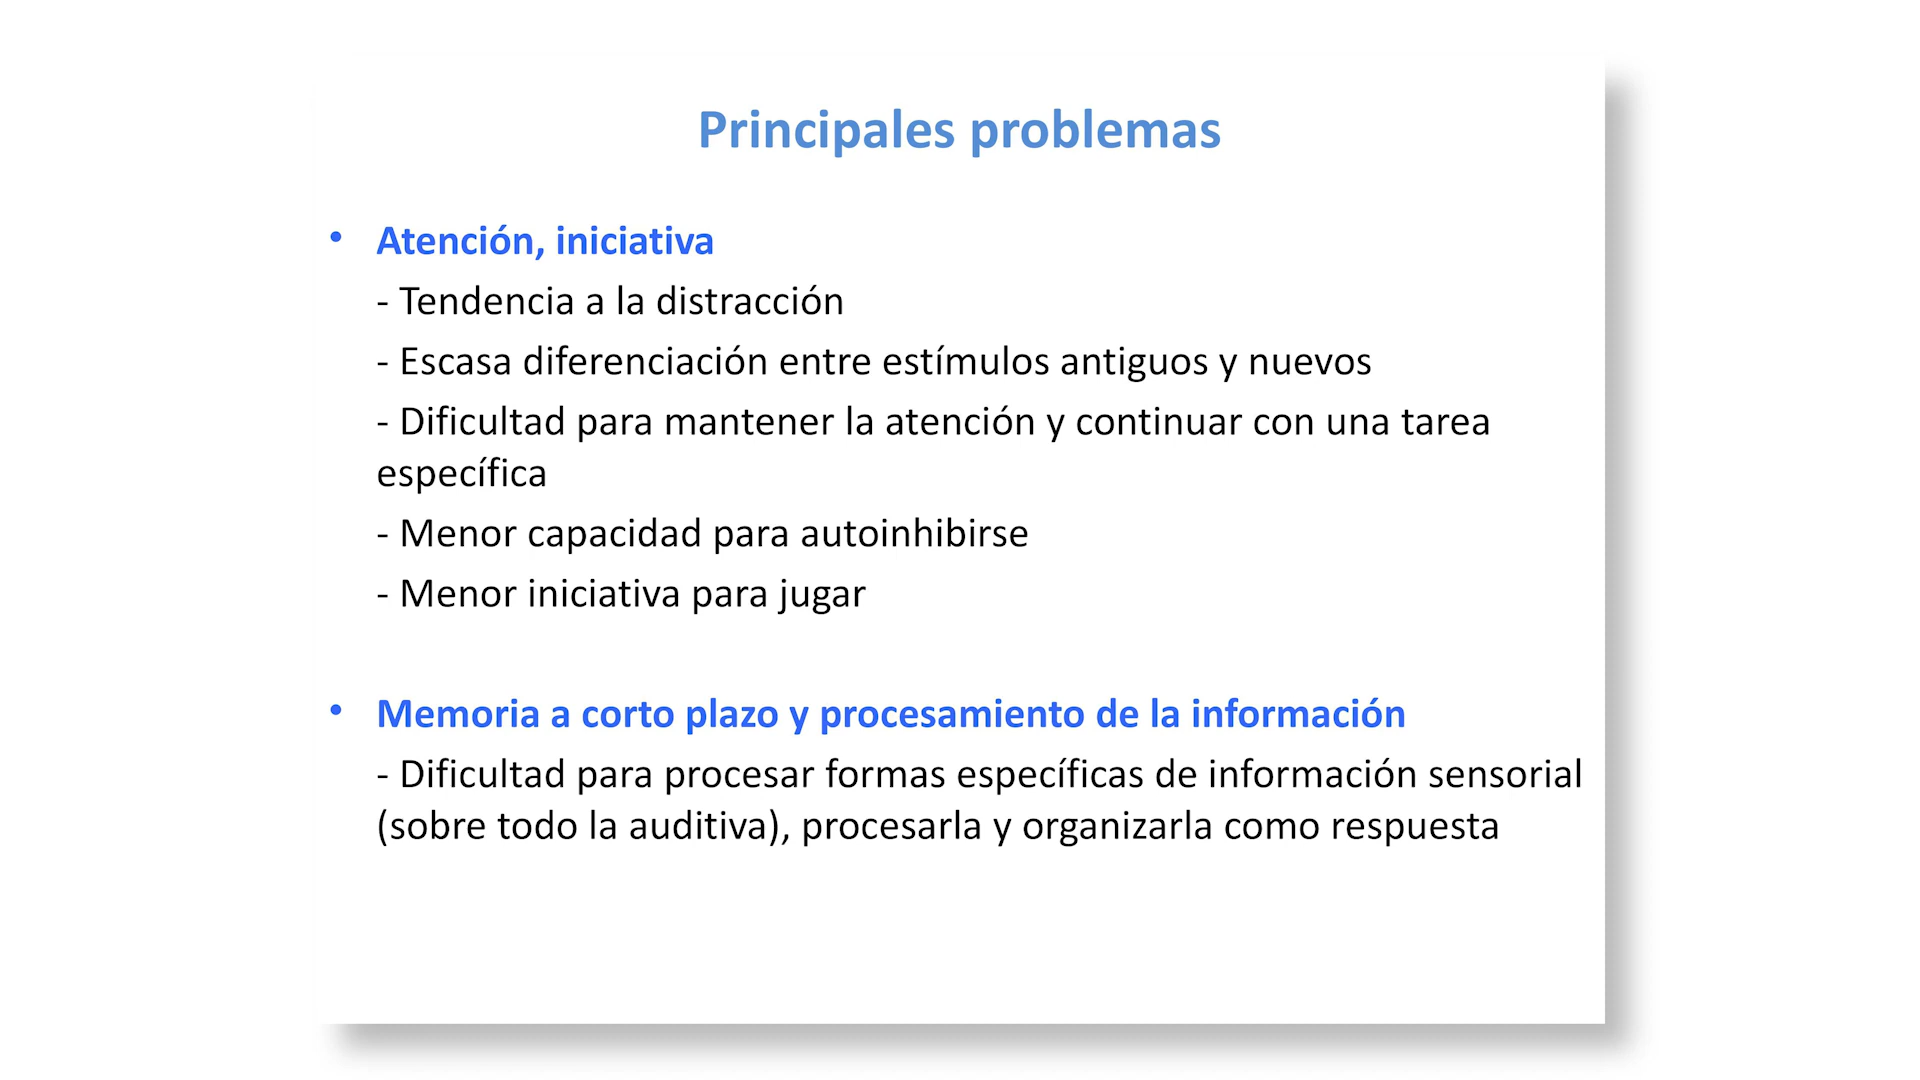 Principales problemas
• Atención, iniciativa
- Tendencia a la distracción
- Escasa diferenciación entre estímulos antiguos y nuevos
- Dificultad para mantener la atención y continuar con una tarea
específica
- Menor capacidad para autoinhibirse
- Menor iniciativa para jugar
• Memoria a corto plazo y procesamiento de la información
- Dificultad para procesar formas específicas de información sensorial
(sobre todo la auditiva), procesarla y organizarla como respuesta